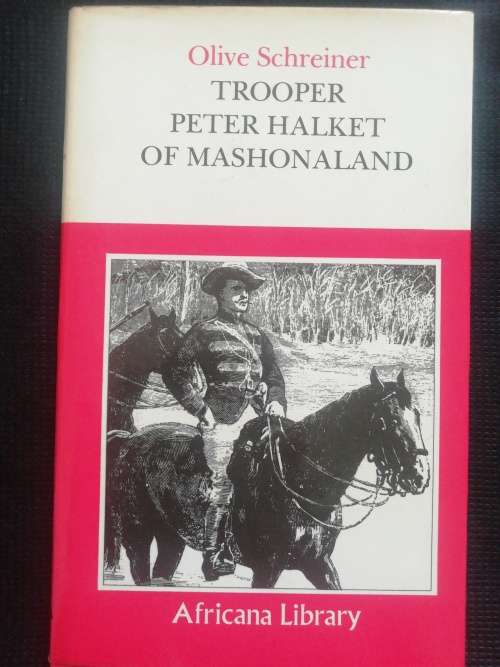 Olive Schreiner
TROOPER
PETER HALKET
OF MASHONALAND
Africana Library